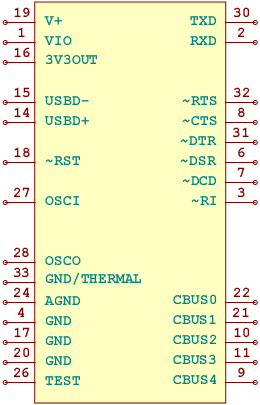 19 V+ TXD 30
1 VIO RXD 2
16 3V3OUT
15 USBD- ~RTS 32
14 USBD+ ~CTS 8
~DTR 31
18 ~RST ~DSR 6
~DCD 7
27 OSCI ~RI 3
28 OSCO
33 GND/THERMAL
24 AGND CBUS0 22
4 GND CBUS1 21
17 GND CBUS2 10
20 GND CBUS3 11
26 TEST CBUS4 9